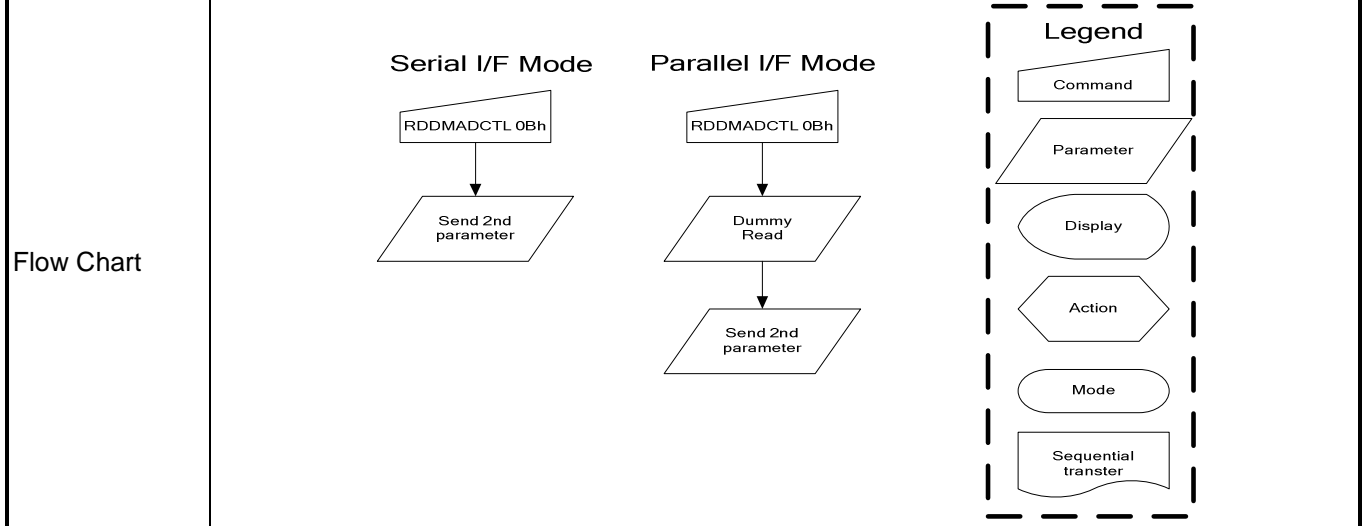 Flow Chart
Serial I/F Mode
RDDMADCTL 0Bh
Send 2nd
parameter
Parallel I/F Mode
RDDMADCTL 0Bh
Dummy
Read
Send 2nd
parameter
Legend
Command
Parameter
Display
Action
Mode
Sequential
transter